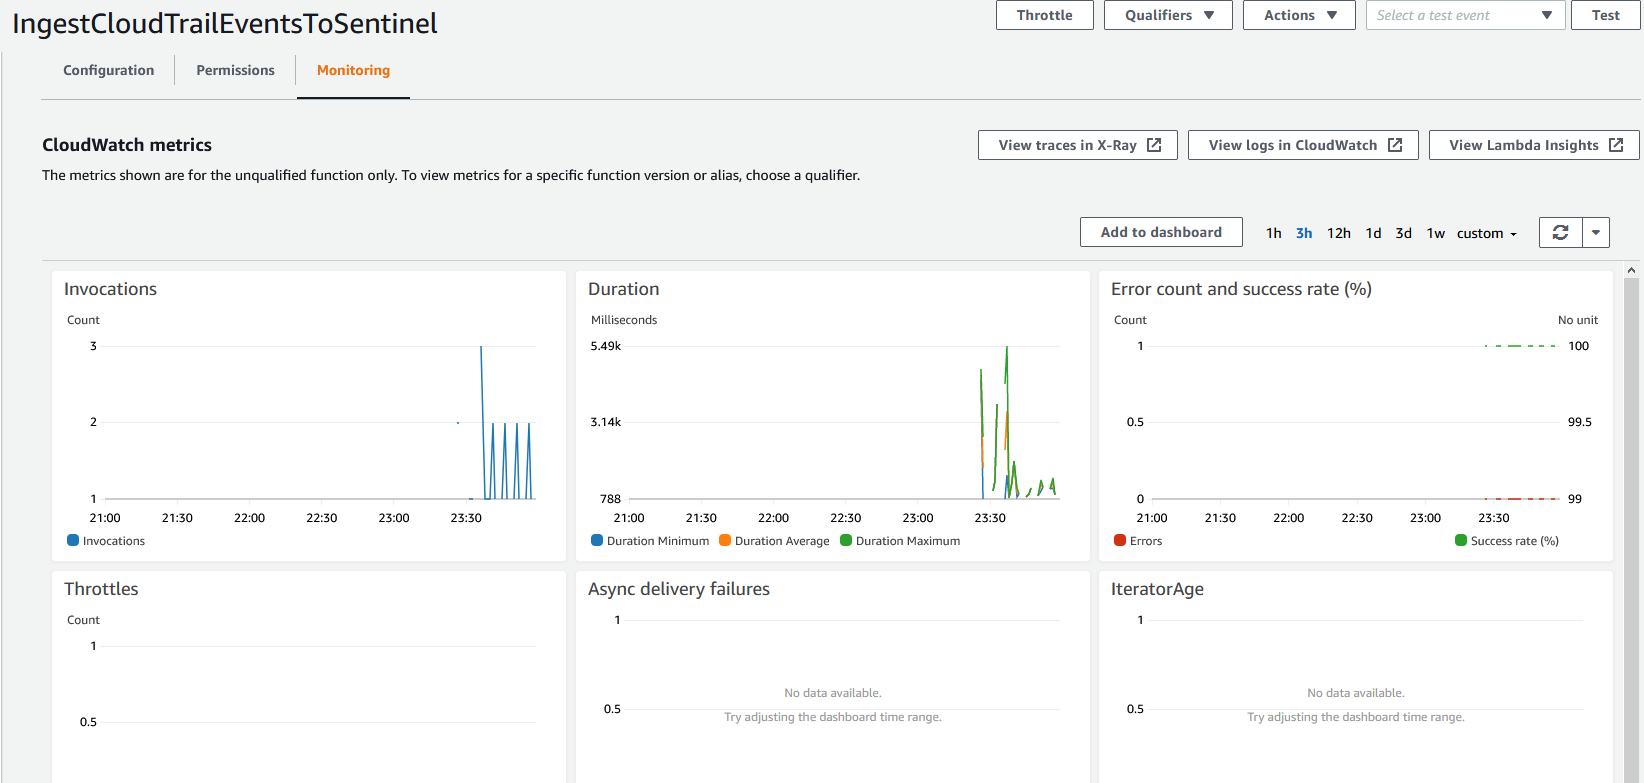 IngestCloudTrailEventsToSentinel
Throttle
Qualifiers
Actions
Select a test event
Test
Configuration
Permissions
Monitoring
CloudWatch metrics
View traces in X-Ray
View logs in CloudWatch
View Lambda Insights
The metrics shown are for the unqualified function only. To view metrics for a specific function version or alias, choose a qualifier.
Add to dashboard
1h 3h 12h 1d 3d 1w custom
Invocations
Count
3
2
1
21:00 21:30 22:00 22:30 23:00 23:30
Invocations
Duration
Milliseconds
5.49k
3.14k
788
21:00 21:30 22:00 22:30 23:00 23:30
Duration Minimum Duration Average Duration Maximum
Error count and success rate (%)
Count No unit
1 100
0.5 99.5
0 99
21:00 21:30 22:00 22:30 23:00 23:30
Errors Success rate (%)
Throttles
Count
1
0.5
Async delivery failures
1
No data available.
0.5
Try adjusting the dashboard time range.
IteratorAge
1
No data available.
0.5
Try adjusting the dashboard time range.